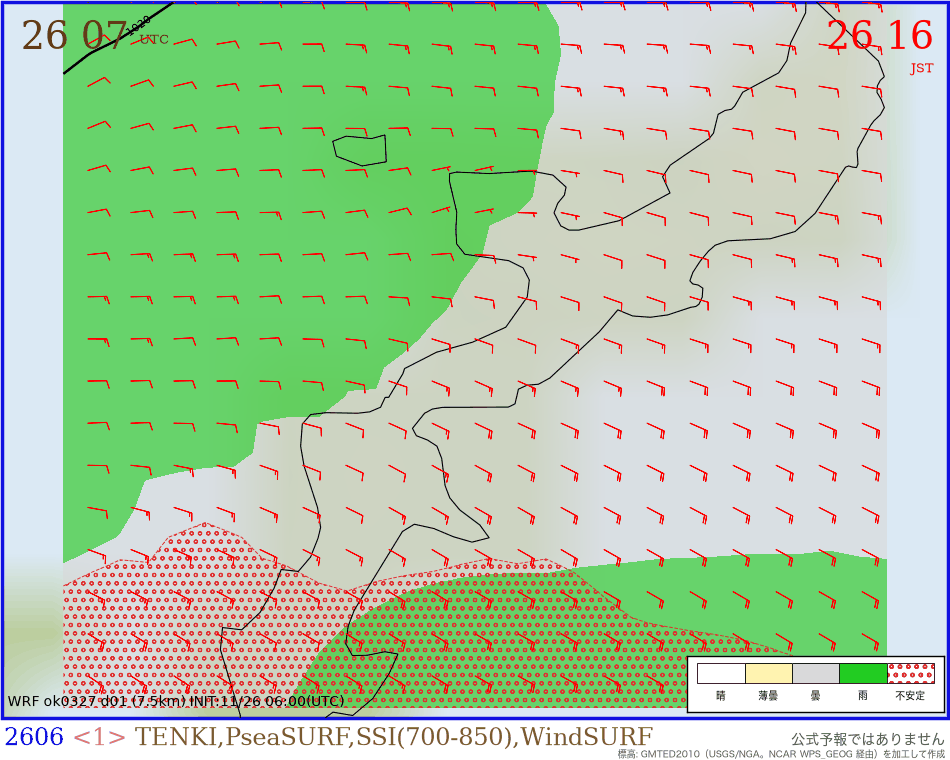 26 07 UTC
1020
26 16
JST
晴 薄曇 曇 雨 不安定
WRF ok0327 d01 (7.5km) INIT:11/26 06:00(UTC)
2606 <1> TENKI,PseaSURF,SSI(700-850),WindSURF
公式予報ではありません
標高: GMTED2010（USGS/NGA。NCAR WPS_GEOG 経由）を加工して作成